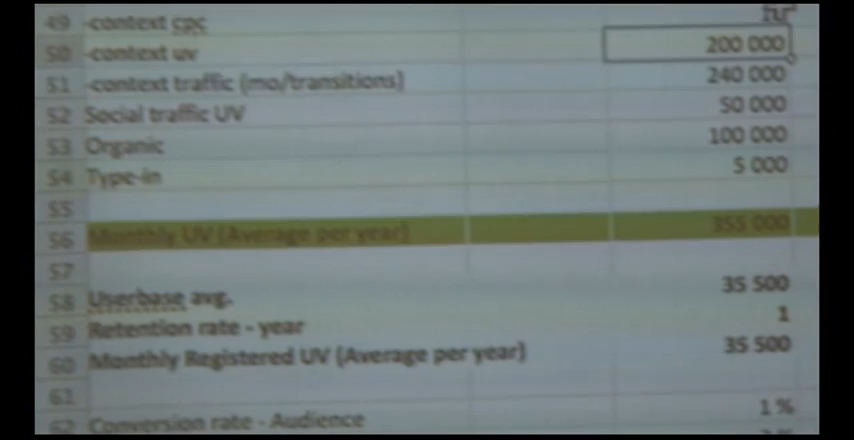 49 -context cpc
50 -context uv 200 000
51 -context traffic (mo/transitions) 240 000
52 Social traffic UV 50 000
53 Organic 100 000
54 Type-in 5 000
55
56 Monthly UV (Average per year) 355 000
57
58 Userbase avg. 35 500
59 Retention rate - year 1
60 Monthly Registered UV (Average per year) 35 500
61
62 Conversion rate - Audience 1 %